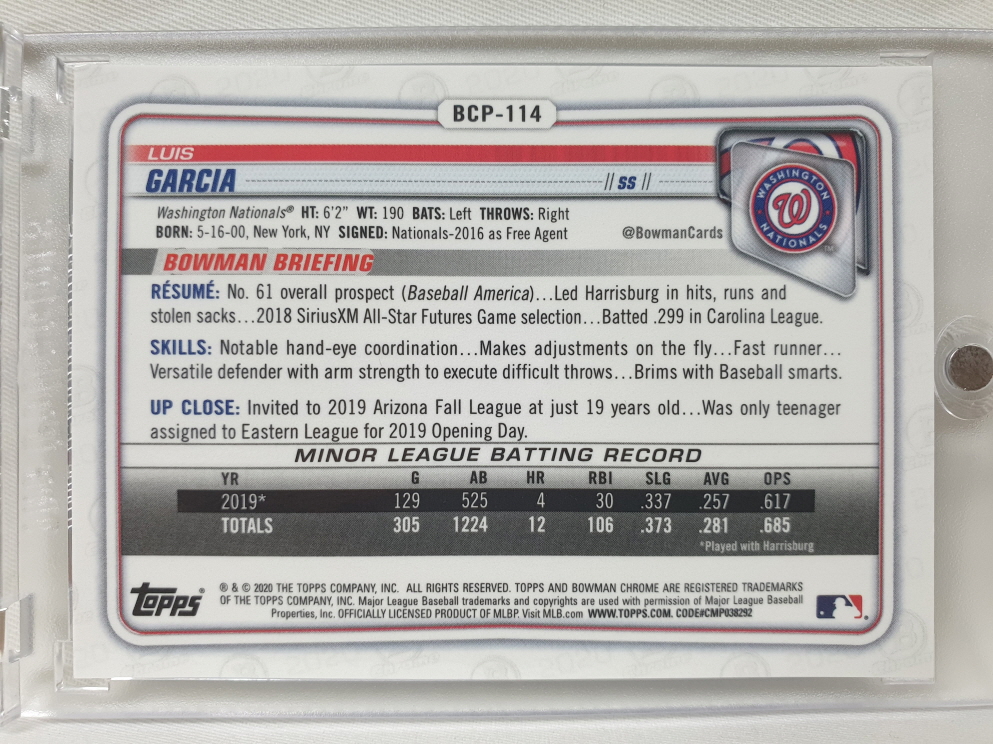 BCP-114
LUIS
GARCIA // SS //
WASHINGTON NATIONALS W ™
Washington Nationals® HT: 6'2" WT: 190 BATS: Left THROWS: Right
BORN: 5-16-00, New York, NY SIGNED: Nationals-2016 as Free Agent @BowmanCards
BOWMAN BRIEFING
RÉSUMÉ: No. 61 overall prospect (Baseball America)...Led Harrisburg in hits, runs and
stolen sacks...2018 SiriusXM All-Star Futures Game selection...Batted .299 in Carolina League.
SKILLS: Notable hand-eye coordination...Makes adjustments on the fly...Fast runner...
Versatile defender with arm strength to execute difficult throws...Brims with Baseball smarts.
UP CLOSE: Invited to 2019 Arizona Fall League at just 19 years old...Was only teenager
assigned to Eastern League for 2019 Opening Day.
MINOR LEAGUE BATTING RECORD
YR G AB HR RBI SLG AVG OPS
2019* 129 525 4 30 .337 .257 .617
TOTALS 305 1224 12 106 .373 .281 .685
*Played with Harrisburg
topps® ® & © 2020 THE TOPPS COMPANY, INC. ALL RIGHTS RESERVED. TOPPS AND BOWMAN CHROME ARE REGISTERED TRADEMARKS
OF THE TOPPS COMPANY, INC. Major League Baseball trademarks and copyrights are used with permission of Major League Baseball
Properties, Inc. OFFICIALLY LICENSED PRODUCT OF MLBP. Visit MLB.com WWW.TOPPS.COM. CODE#CMP038292